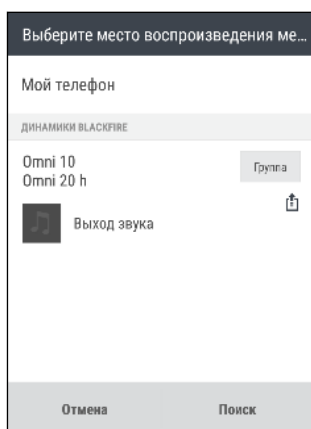 Выберите место воспроизведения ме...
Мой телефон
ДИНАМИКИ BLACKFIRE
Omni 10
Omni 20 h
Группа
Выход звука
Отмена
Поиск